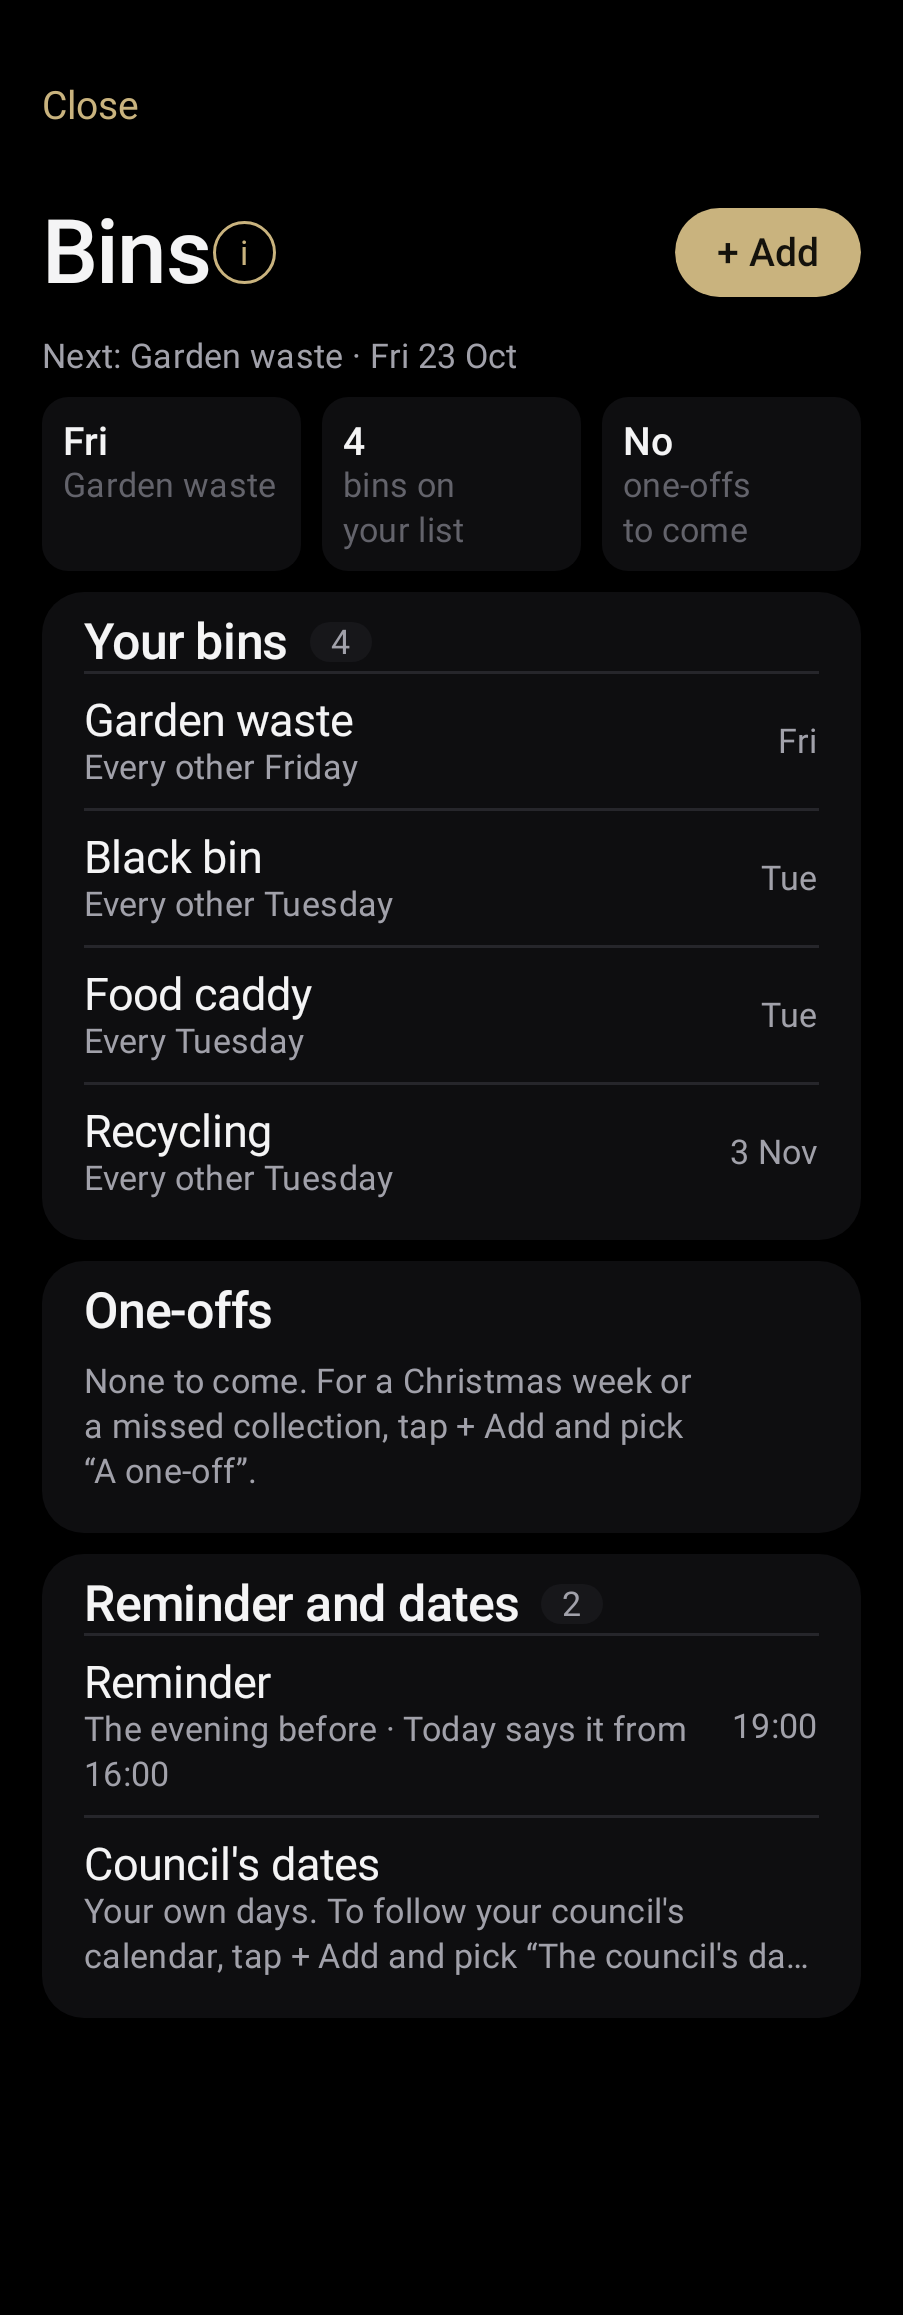 Close
Bins i
+ Add
Next: Garden waste · Fri 23 Oct
Fri
Garden waste
4
bins on
your list
No
one-offs
to come
Your bins 4
Garden waste
Every other Friday
Fri
Black bin
Every other Tuesday
Tue
Food caddy
Every Tuesday
Tue
Recycling
Every other Tuesday
3 Nov
One-offs
None to come. For a Christmas week or
a missed collection, tap + Add and pick
“A one-off”.
Reminder and dates 2
Reminder
The evening before · Today says it from
16:00
19:00
Council's dates
Your own days. To follow your council's
calendar, tap + Add and pick “The council's da…